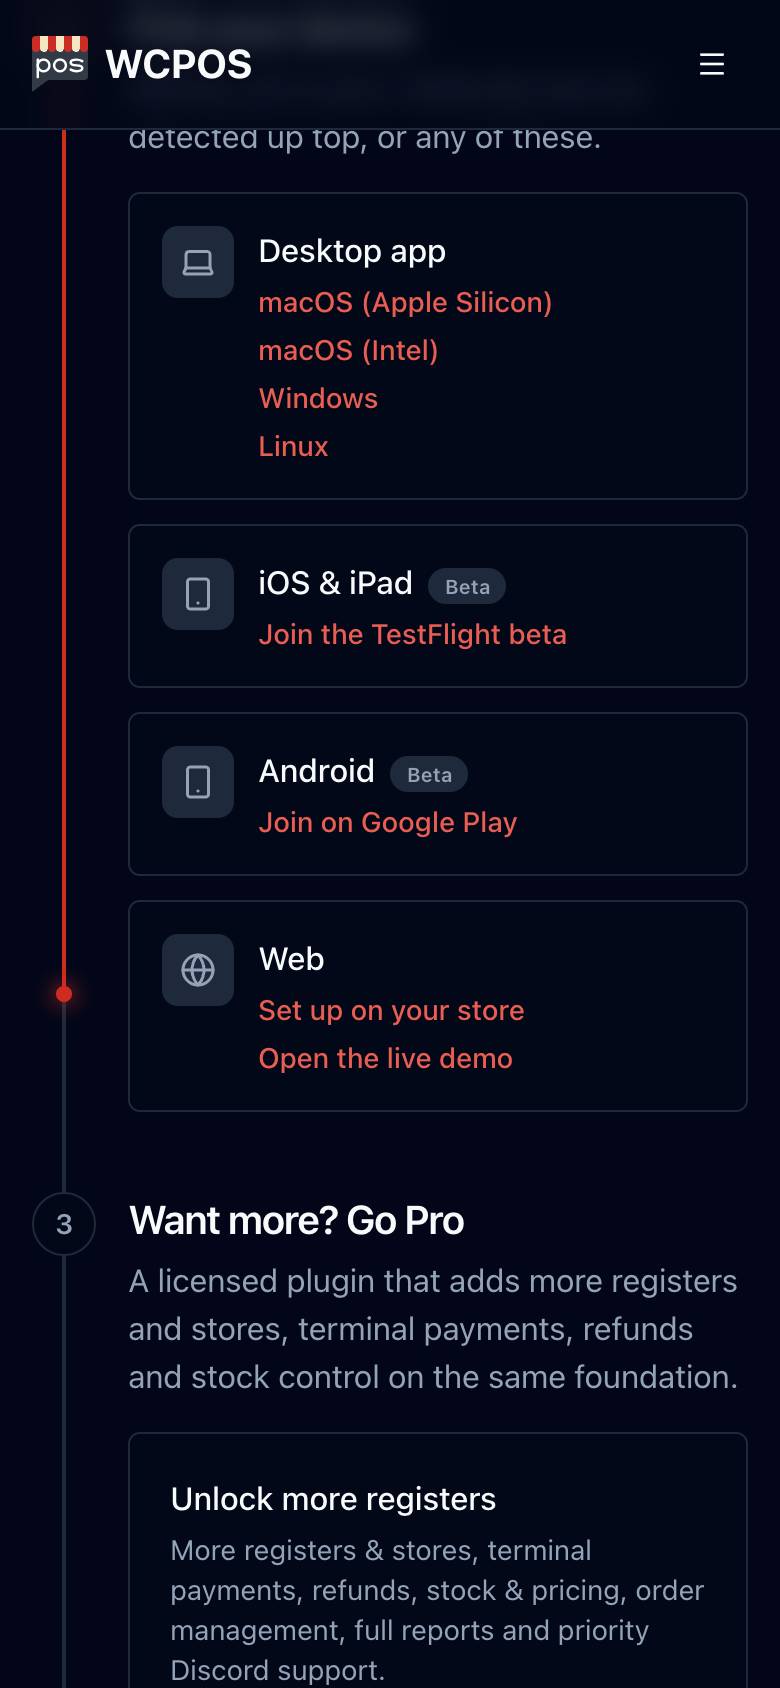 pos WCPOS
detected up top, or any of these.
Desktop app
macOS (Apple Silicon)
macOS (Intel)
Windows
Linux
iOS & iPad Beta
Join the TestFlight beta
Android Beta
Join on Google Play
Web
Set up on your store
Open the live demo
3 Want more? Go Pro
A licensed plugin that adds more registers
and stores, terminal payments, refunds
and stock control on the same foundation.
Unlock more registers
More registers & stores, terminal
payments, refunds, stock & pricing, order
management, full reports and priority
Discord support.